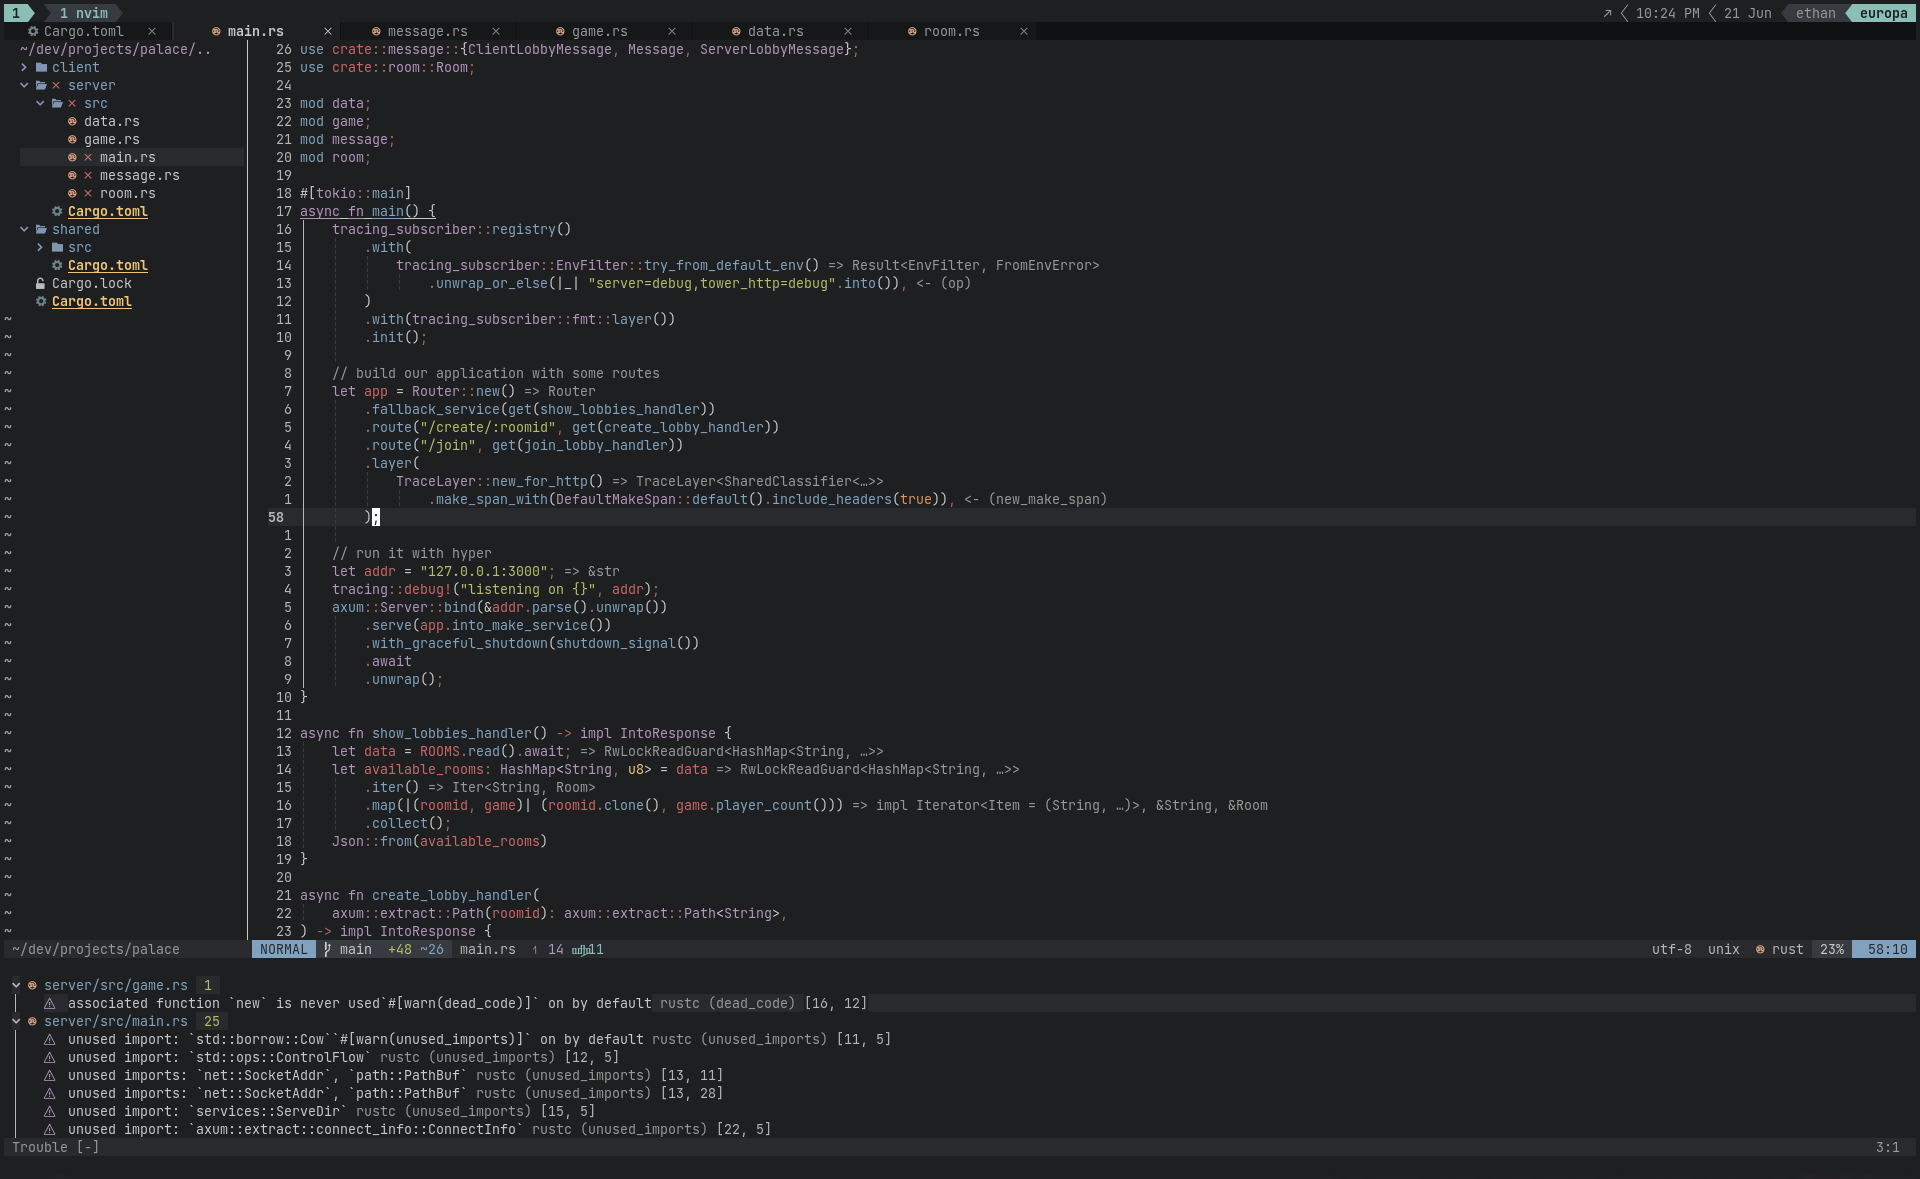 1 1 nvim 10:24 PM 21 Jun ethan europa
Cargo.toml × main.rs × message.rs × game.rs × data.rs × room.rs ×
~/dev/projects/palace/..
client
server
src
data.rs
game.rs
main.rs
message.rs
room.rs
Cargo.toml
shared
src
Cargo.toml
Cargo.lock
Cargo.toml
26 use crate::message::{ClientLobbyMessage, Message, ServerLobbyMessage};
25 use crate::room::Room;
24
23 mod data;
22 mod game;
21 mod message;
20 mod room;
19
18 #[tokio::main]
17 async fn main() {
16 tracing_subscriber::registry()
15 .with(
14 tracing_subscriber::EnvFilter::try_from_default_env() => Result<EnvFilter, FromEnvError>
13 .unwrap_or_else(|_| "server=debug,tower_http=debug".into()), <- (op)
12 )
11 .with(tracing_subscriber::fmt::layer())
10 .init();
9
8 // build our application with some routes
7 let app = Router::new() => Router
6 .fallback_service(get(show_lobbies_handler))
5 .route("/create/:roomid", get(create_lobby_handler))
4 .route("/join", get(join_lobby_handler))
3 .layer(
2 TraceLayer::new_for_http() => TraceLayer<SharedClassifier<…>>
1 .make_span_with(DefaultMakeSpan::default().include_headers(true)), <- (new_make_span)
58 );
1
2 // run it with hyper
3 let addr = "127.0.0.1:3000"; => &str
4 tracing::debug!("listening on {}", addr);
5 axum::Server::bind(&addr.parse().unwrap())
6 .serve(app.into_make_service())
7 .with_graceful_shutdown(shutdown_signal())
8 .await
9 .unwrap();
10 }
11
12 async fn show_lobbies_handler() -> impl IntoResponse {
13 let data = ROOMS.read().await; => RwLockReadGuard<HashMap<String, …>>
14 let available_rooms: HashMap<String, u8> = data => RwLockReadGuard<HashMap<String, …>>
15 .iter() => Iter<String, Room>
16 .map(|(roomid, game)| (roomid.clone(), game.player_count())) => impl Iterator<Item = (String, …)>, &String, &Room
17 .collect();
18 Json::from(available_rooms)
19 }
20
21 async fn create_lobby_handler(
22 axum::extract::Path(roomid): axum::extract::Path<String>,
23 ) -> impl IntoResponse {
~/dev/projects/palace NORMAL main +48 ~26 main.rs ↑ 14 11 utf-8 unix rust 23% 58:10
server/src/game.rs 1
associated function `new` is never used`#[warn(dead_code)]` on by default rustc (dead_code) [16, 12]
server/src/main.rs 25
unused import: `std::borrow::Cow``#[warn(unused_imports)]` on by default rustc (unused_imports) [11, 5]
unused import: `std::ops::ControlFlow` rustc (unused_imports) [12, 5]
unused imports: `net::SocketAddr`, `path::PathBuf` rustc (unused_imports) [13, 11]
unused imports: `net::SocketAddr`, `path::PathBuf` rustc (unused_imports) [13, 28]
unused import: `services::ServeDir` rustc (unused_imports) [15, 5]
unused import: `axum::extract::connect_info::ConnectInfo` rustc (unused_imports) [22, 5]
Trouble [-] 3:1